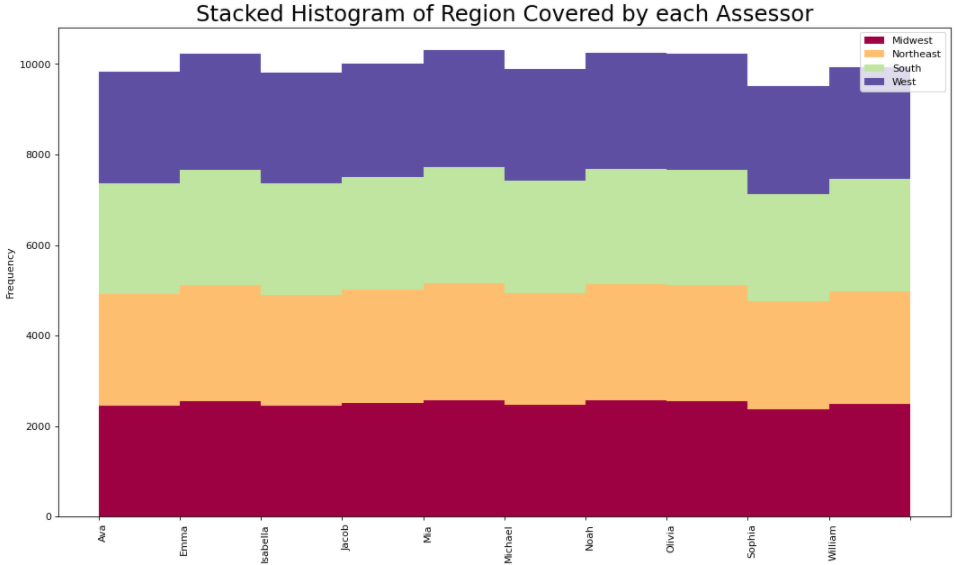 Stacked Histogram of Region Covered by each Assessor
Midwest
Northeast
South
West
10000
8000
6000
4000
2000
0
Frequency
Ava
Emma
Isabella
Jacob
Mia
Michael
Noah
Olivia
Sophia
William